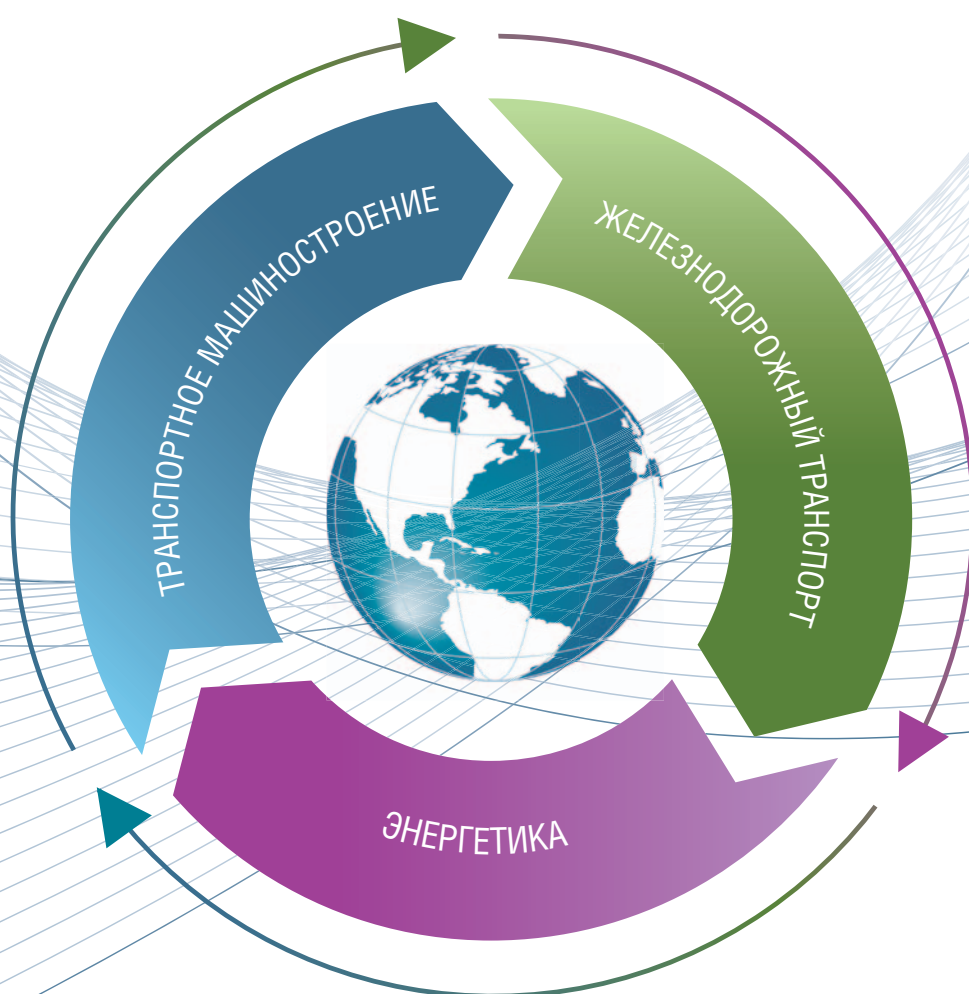 ТРАНСПОРТНОЕ МАШИНОСТРОЕНИЕ
ЖЕЛЕЗНОДОРОЖНЫЙ ТРАНСПОРТ
ЭНЕРГЕТИКА